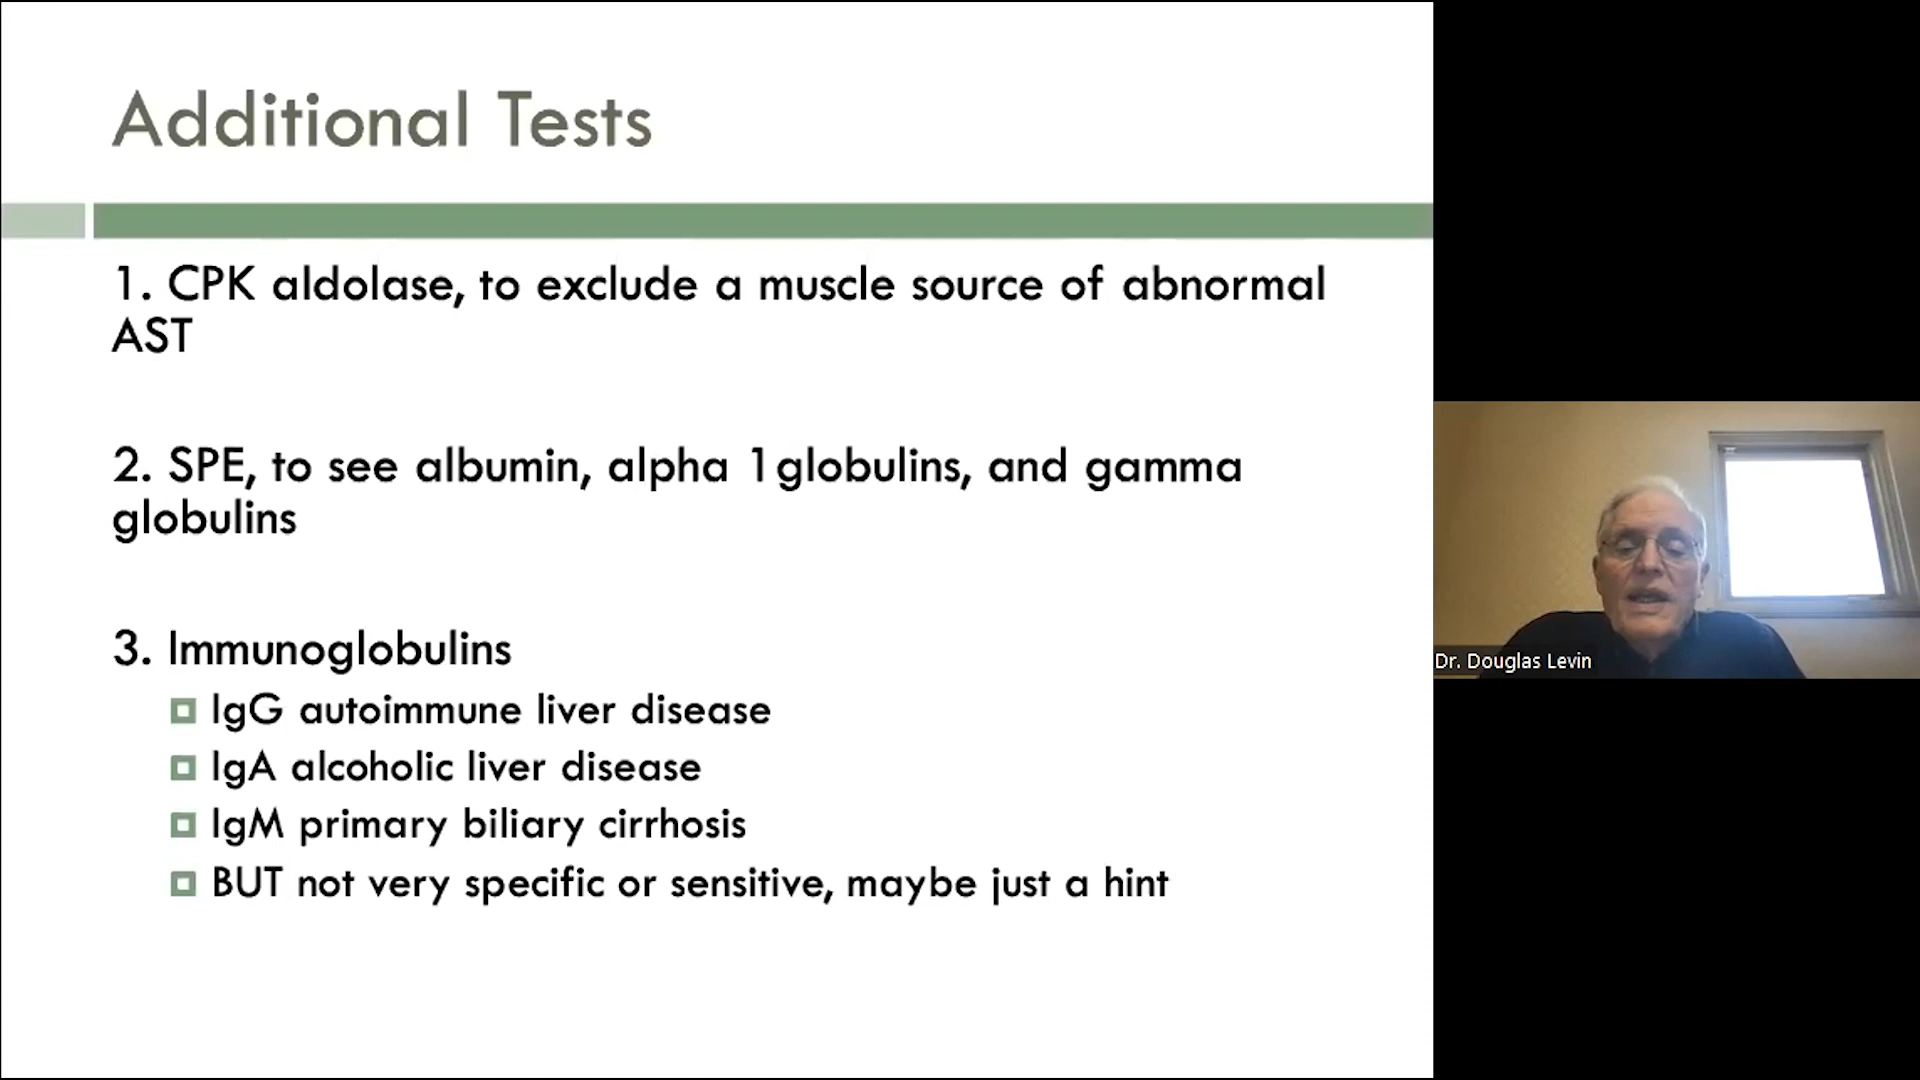 Additional Tests
1. CPK aldolase, to exclude a muscle source of abnormal
AST
2. SPE, to see albumin, alpha 1globulins, and gamma
globulins
3. Immunoglobulins
IgG autoimmune liver disease
IgA alcoholic liver disease
IgM primary biliary cirrhosis
BUT not very specific or sensitive, maybe just a hint
Dr. Douglas Levin